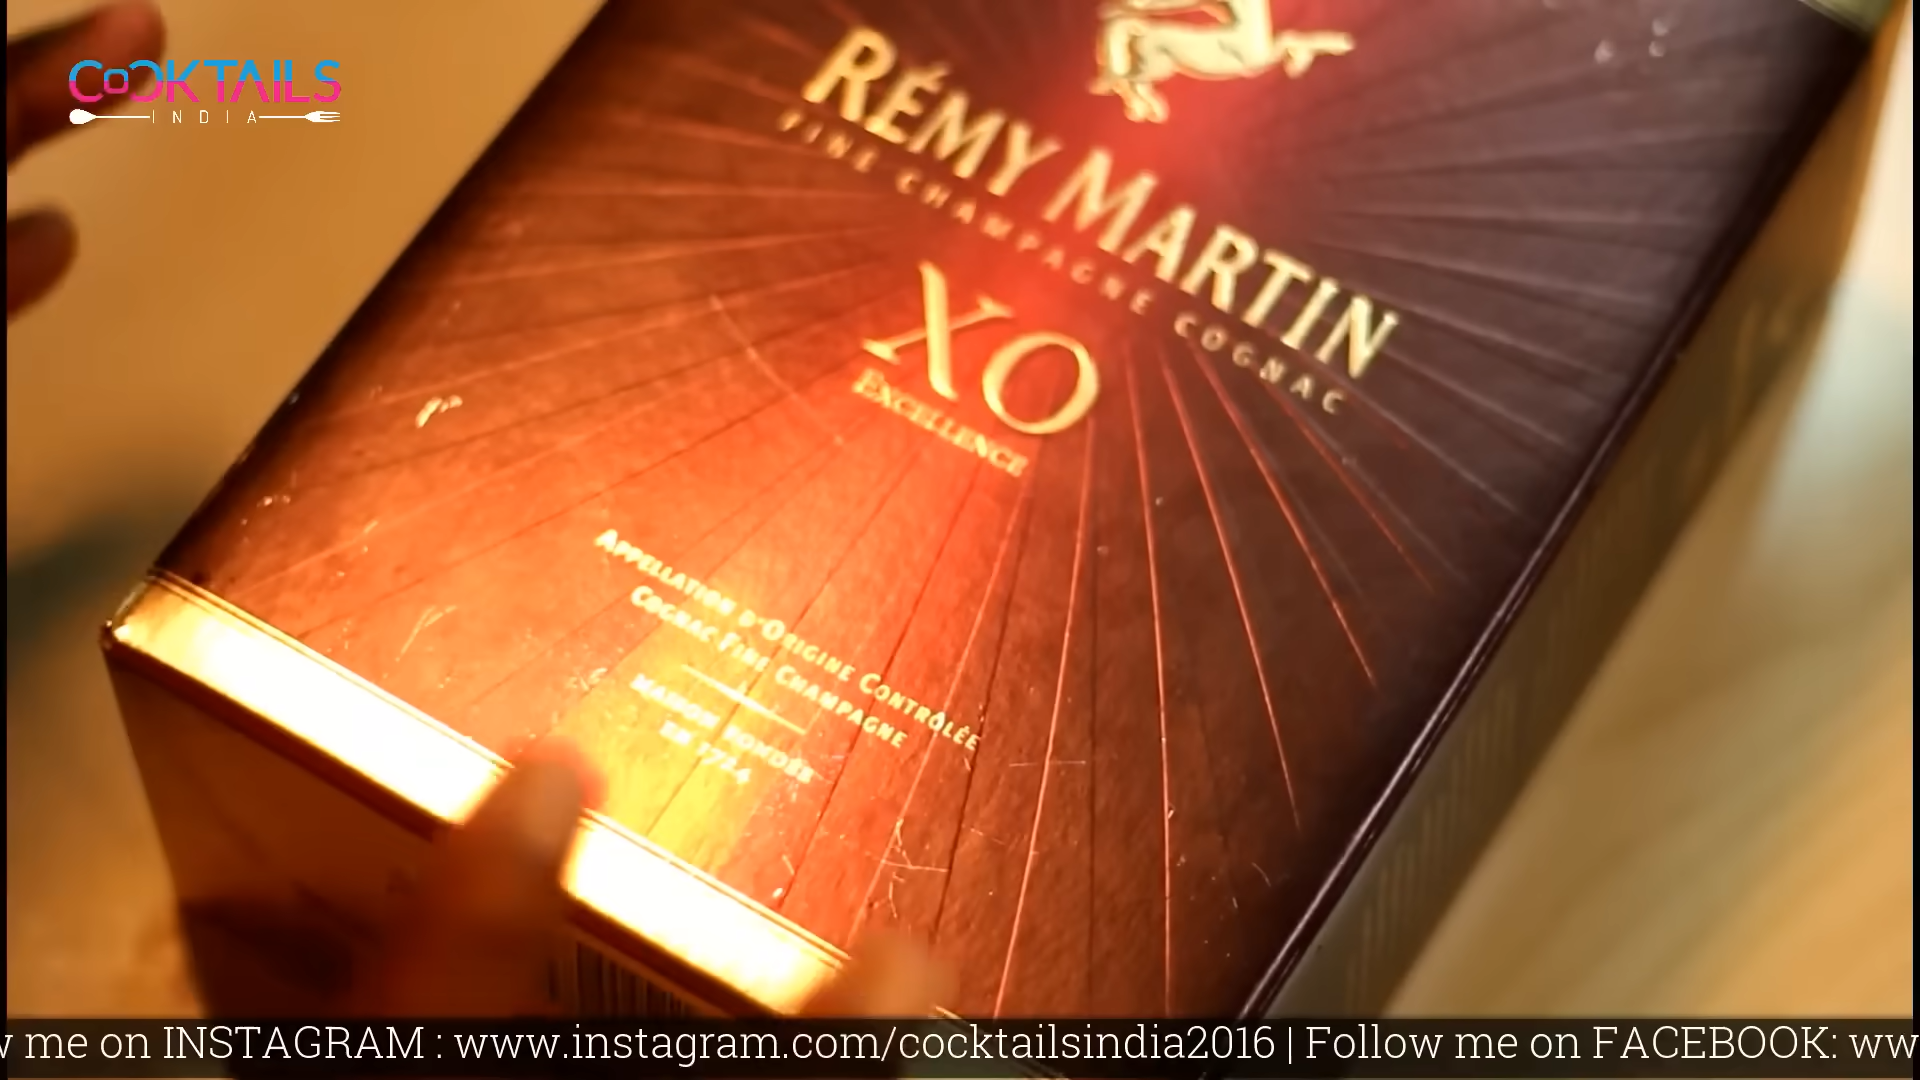 COCKTAILS
INDIA
RÉMY MARTIN
FINE CHAMPAGNE COGNAC
XO
EXCELLENCE
APPELLATION D'ORIGINE CONTRÔLÉE
COGNAC FINE CHAMPAGNE
MAISON FONDÉE
EN 1724
w me on INSTAGRAM : www.instagram.com/cocktailsindia2016 | Follow me on FACEBOOK: ww